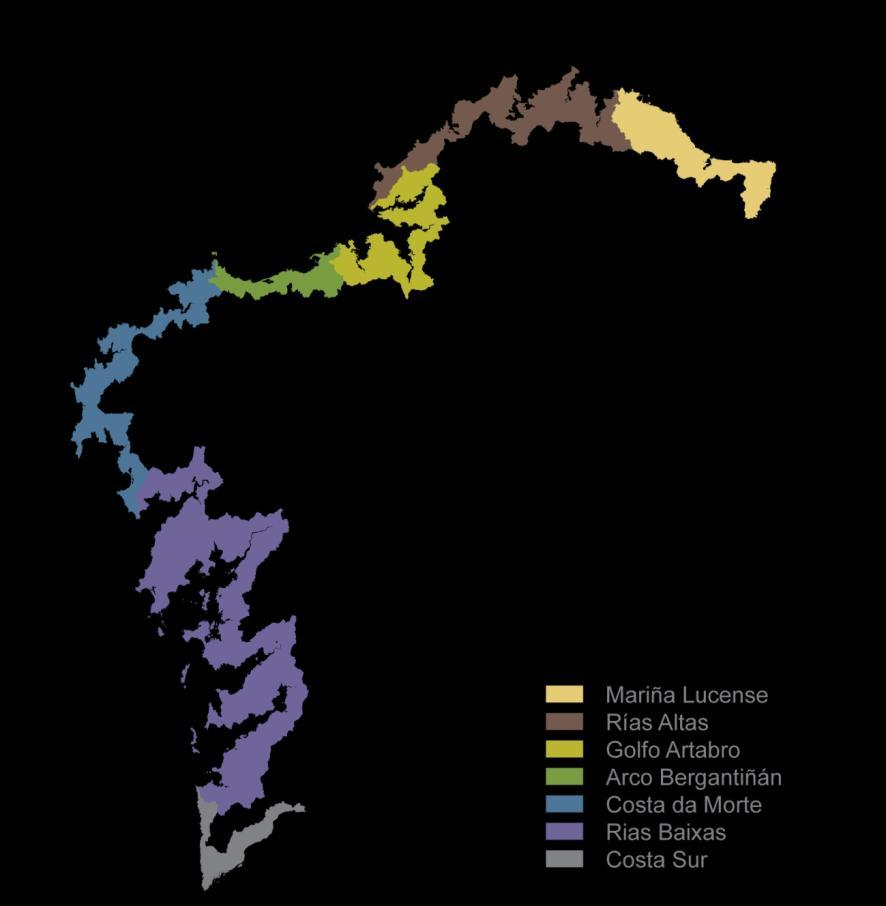 Mariña Lucense
Rías Altas
Golfo Artabro
Arco Bergantiñán
Costa da Morte
Rias Baixas
Costa Sur